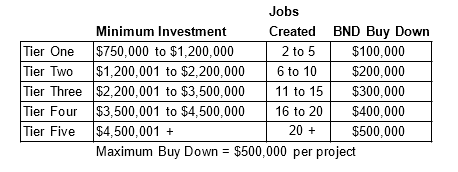 Jobs
Minimum Investment Created BND Buy Down
Tier One $750,000 to $1,200,000 2 to 5 $100,000
Tier Two $1,200,001 to $2,200,000 6 to 10 $200,000
Tier Three $2,200,001 to $3,500,000 11 to 15 $300,000
Tier Four $3,500,001 to $4,500,000 16 to 20 $400,000
Tier Five $4,500,001 + 20 + $500,000
Maximum Buy Down = $500,000 per project